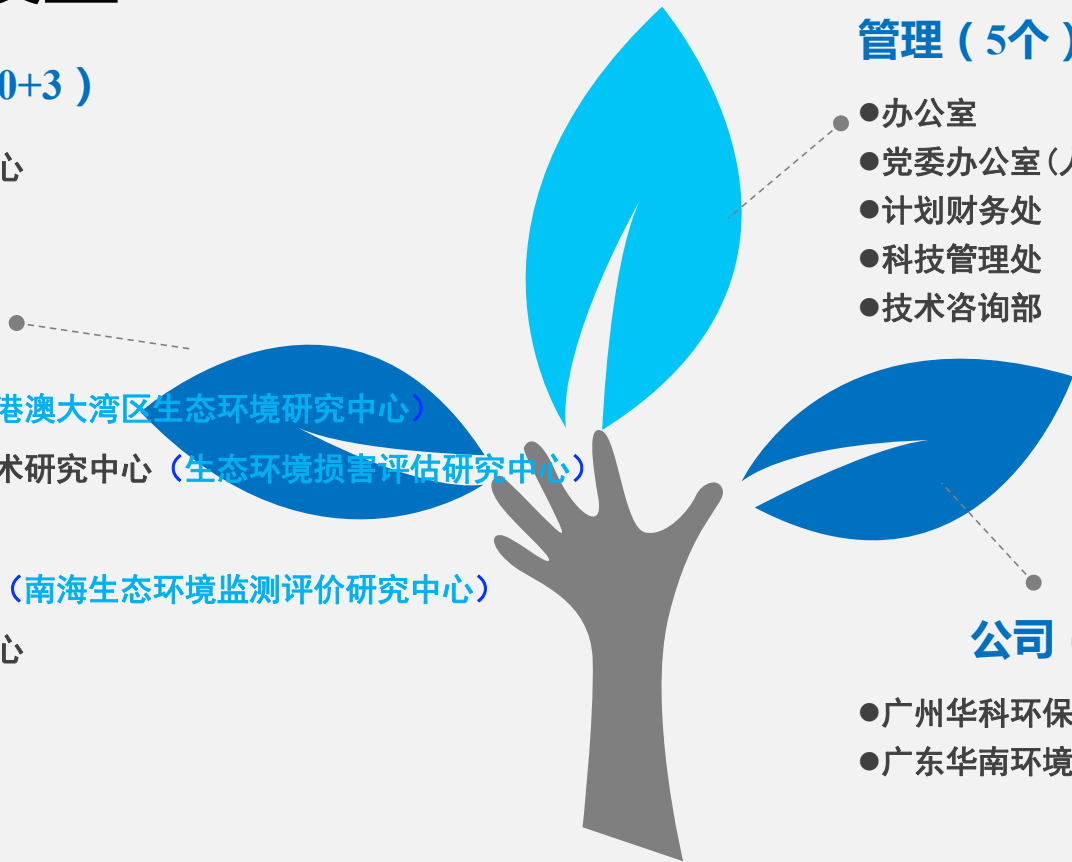 0+3）
心
港澳大湾区生态环境研究中心）
术研究中心（生态环境损害评估研究中心）
（南海生态环境监测评价研究中心）
心
管理（5个）
●办公室
●党委办公室（人
●计划财务处
●科技管理处
●技术咨询部
公司
●广州华科环保
●广东华南环境